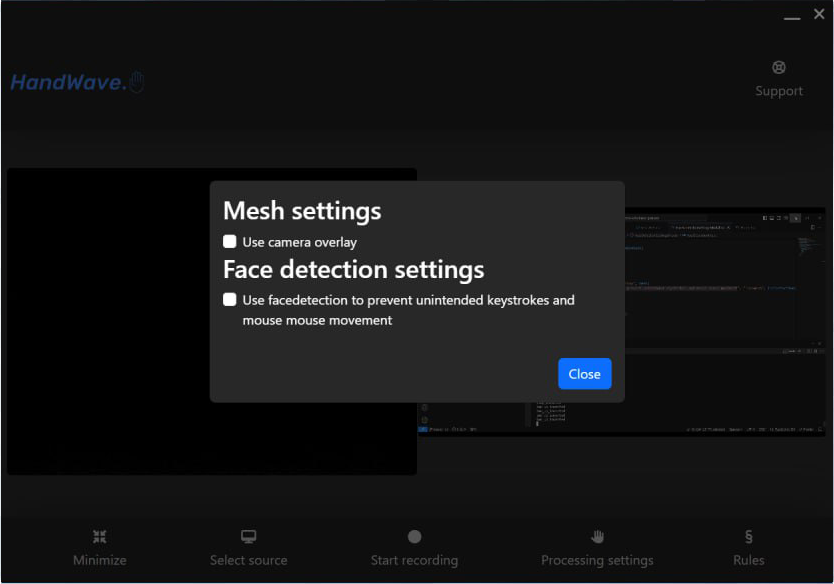 HandWave.
Support
Mesh settings
Use camera overlay
Face detection settings
Use facedetection to prevent unintended keystrokes and
mouse mouse movement
Close
Minimize
Select source
Start recording
Processing settings
§
Rules